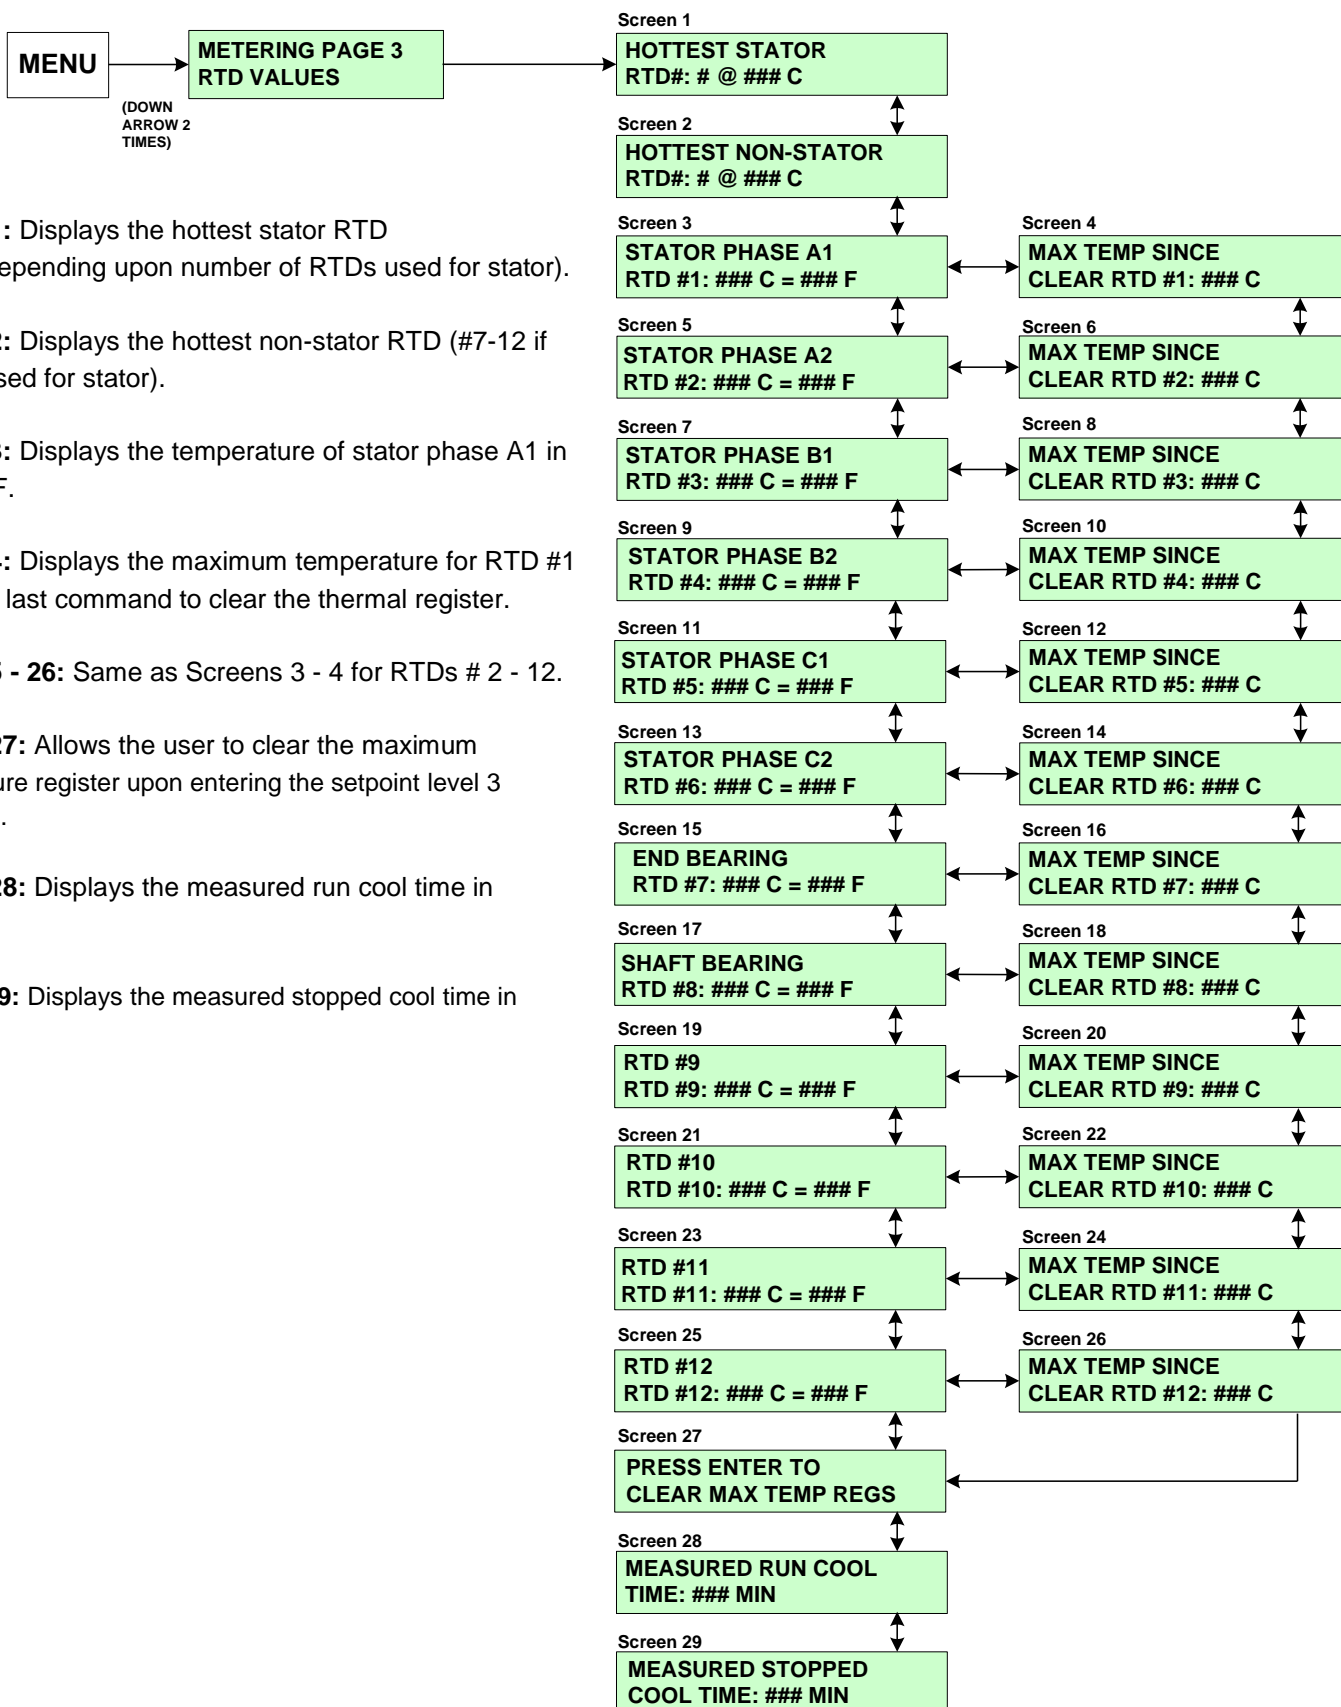 MENU
(DOWN
ARROW 2
TIMES)
METERING PAGE 3
RTD VALUES
: Displays the hottest stator RTD
epending upon number of RTDs used for stator).
2: Displays the hottest non-stator RTD (#7-12 if
sed for stator).
3: Displays the temperature of stator phase A1 in
F.
4: Displays the maximum temperature for RTD #1
last command to clear the thermal register.
5 - 26: Same as Screens 3 - 4 for RTDs # 2 - 12.
27: Allows the user to clear the maximum
ure register upon entering the setpoint level 3
.
28: Displays the measured run cool time in
9: Displays the measured stopped cool time in
Screen 1
HOTTEST STATOR
RTD#: # @ ### C
Screen 2
HOTTEST NON-STATOR
RTD#: # @ ### C
Screen 3
STATOR PHASE A1
RTD #1: ### C = ### F
Screen 4
MAX TEMP SINCE
CLEAR RTD #1: ### C
Screen 5
STATOR PHASE A2
RTD #2: ### C = ### F
Screen 6
MAX TEMP SINCE
CLEAR RTD #2: ### C
Screen 7
STATOR PHASE B1
RTD #3: ### C = ### F
Screen 8
MAX TEMP SINCE
CLEAR RTD #3: ### C
Screen 9
STATOR PHASE B2
RTD #4: ### C = ### F
Screen 10
MAX TEMP SINCE
CLEAR RTD #4: ### C
Screen 11
STATOR PHASE C1
RTD #5: ### C = ### F
Screen 12
MAX TEMP SINCE
CLEAR RTD #5: ### C
Screen 13
STATOR PHASE C2
RTD #6: ### C = ### F
Screen 14
MAX TEMP SINCE
CLEAR RTD #6: ### C
Screen 15
END BEARING
RTD #7: ### C = ### F
Screen 16
MAX TEMP SINCE
CLEAR RTD #7: ### C
Screen 17
SHAFT BEARING
RTD #8: ### C = ### F
Screen 18
MAX TEMP SINCE
CLEAR RTD #8: ### C
Screen 19
RTD #9
RTD #9: ### C = ### F
Screen 20
MAX TEMP SINCE
CLEAR RTD #9: ### C
Screen 21
RTD #10
RTD #10: ### C = ### F
Screen 22
MAX TEMP SINCE
CLEAR RTD #10: ### C
Screen 23
RTD #11
RTD #11: ### C = ### F
Screen 24
MAX TEMP SINCE
CLEAR RTD #11: ### C
Screen 25
RTD #12
RTD #12: ### C = ### F
Screen 26
MAX TEMP SINCE
CLEAR RTD #12: ### C
Screen 27
PRESS ENTER TO
CLEAR MAX TEMP REGS
Screen 28
MEASURED RUN COOL
TIME: ### MIN
Screen 29
MEASURED STOPPED
COOL TIME: ### MIN